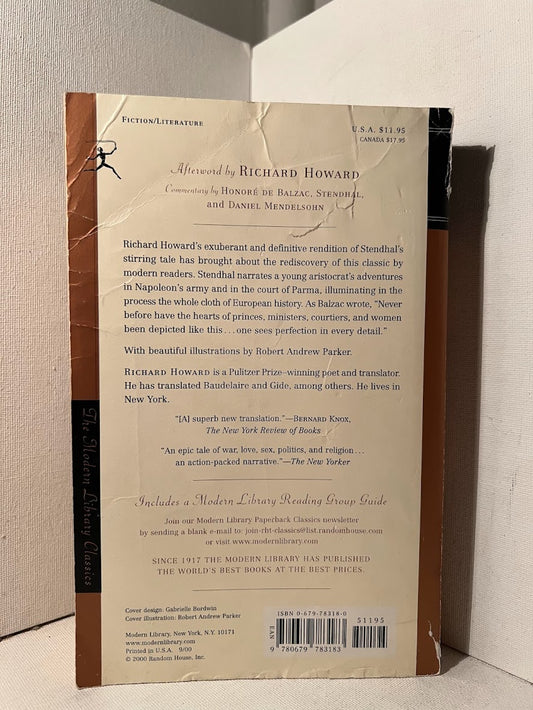 FICTION/LITERATURE
U.S.A. $11.95
CANADA $17.95
Afterword by RICHARD HOWARD
Commentary by HONORÉ DE BALZAC, STENDHAL,
AND DANIEL MENDELSOHN
Richard Howard's exuberant and definitive rendition of Stendhal's
stirring tale has brought about the rediscovery of this classic by
modern readers. Stendhal narrates a young aristocrat's adventures
in Napoleon's army and in the court of Parma, illuminating in the
process the whole cloth of European history. As Balzac wrote, "Never
before have the hearts of princes, ministers, courtiers, and women
been depicted like this . . . one sees perfection in every detail."
With beautiful illustrations by Robert Andrew Parker.
RICHARD HOWARD is a Pulitzer Prize–winning poet and translator.
He has translated Baudelaire and Gide, among others. He lives in
New York.
"[A] superb new translation."—BERNARD KNOX,
The New York Review of Books
"An epic tale of war, love, sex, politics, and religion . . .
an action-packed narrative."—The New Yorker
Includes a Modern Library Reading Group Guide
Join our Modern Library Paperback Classics newsletter
by sending a blank e-mail to: join-rht-classics@list.randomhouse.com
or visit www.modernlibrary.com
SINCE 1917 THE MODERN LIBRARY HAS PUBLISHED
THE WORLD'S BEST BOOKS AT THE BEST PRICES.
The Modern Library Classics
Cover design: Gabrielle Bordwin
Cover illustration: Robert Andrew Parker
Modern Library, New York, N.Y. 10171
www.modernlibrary.com
Printed in U.S.A. 9/00
© 2000 Random House, Inc.
ISBN 0-679-78318-0
51195
EAN
9 780679 783183